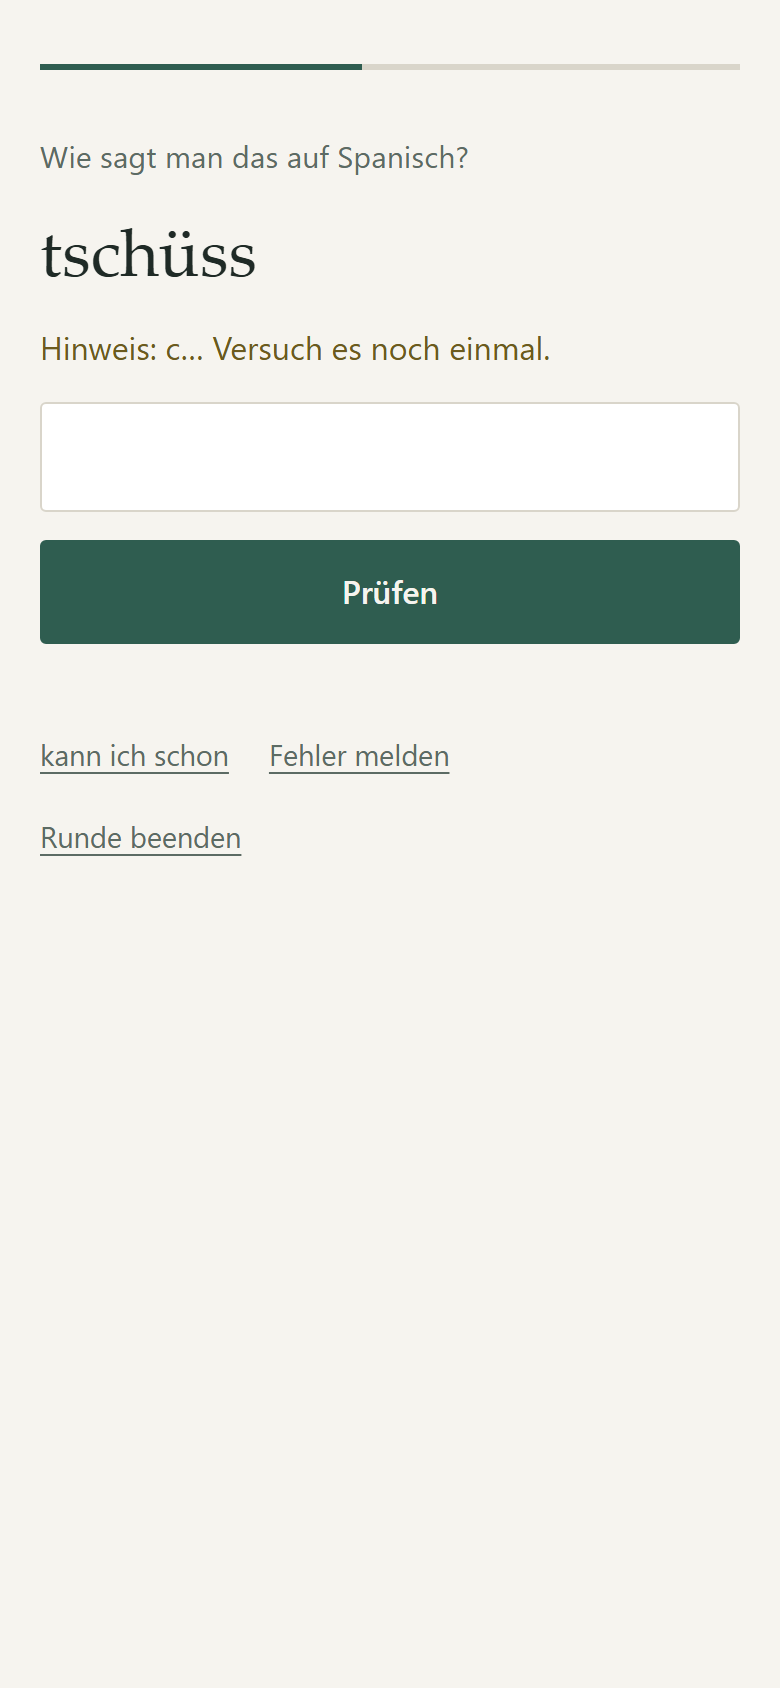 Wie sagt man das auf Spanisch?
tschüss
Hinweis: c... Versuch es noch einmal.
Prüfen
kann ich schon Fehler melden
Runde beenden